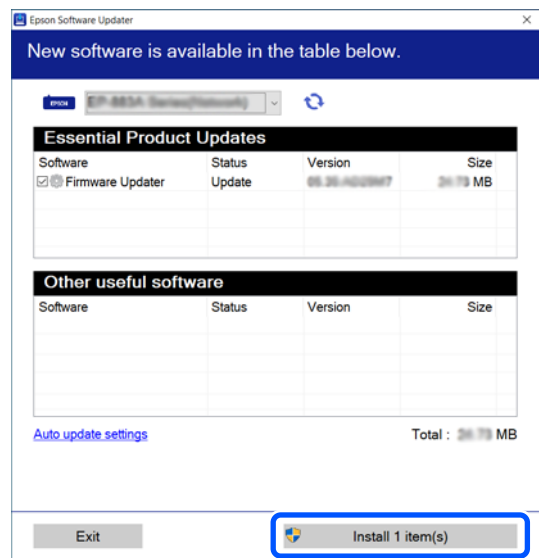 Epson Software Updater
New software is available in the table below.
EPSON
Essential Product Updates
Software Status Version Size
Firmware Updater Update MB
Other useful software
Software Status Version Size
Auto update settings Total : MB
Exit Install 1 item(s)